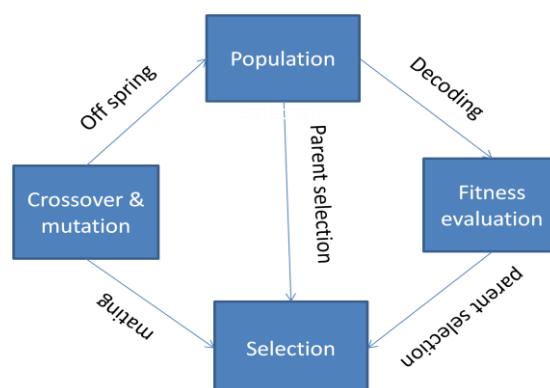 Population
Off spring
Decoding
Parent selection
Crossover &
mutation
Fitness
evaluation
mating
parent selection
Selection